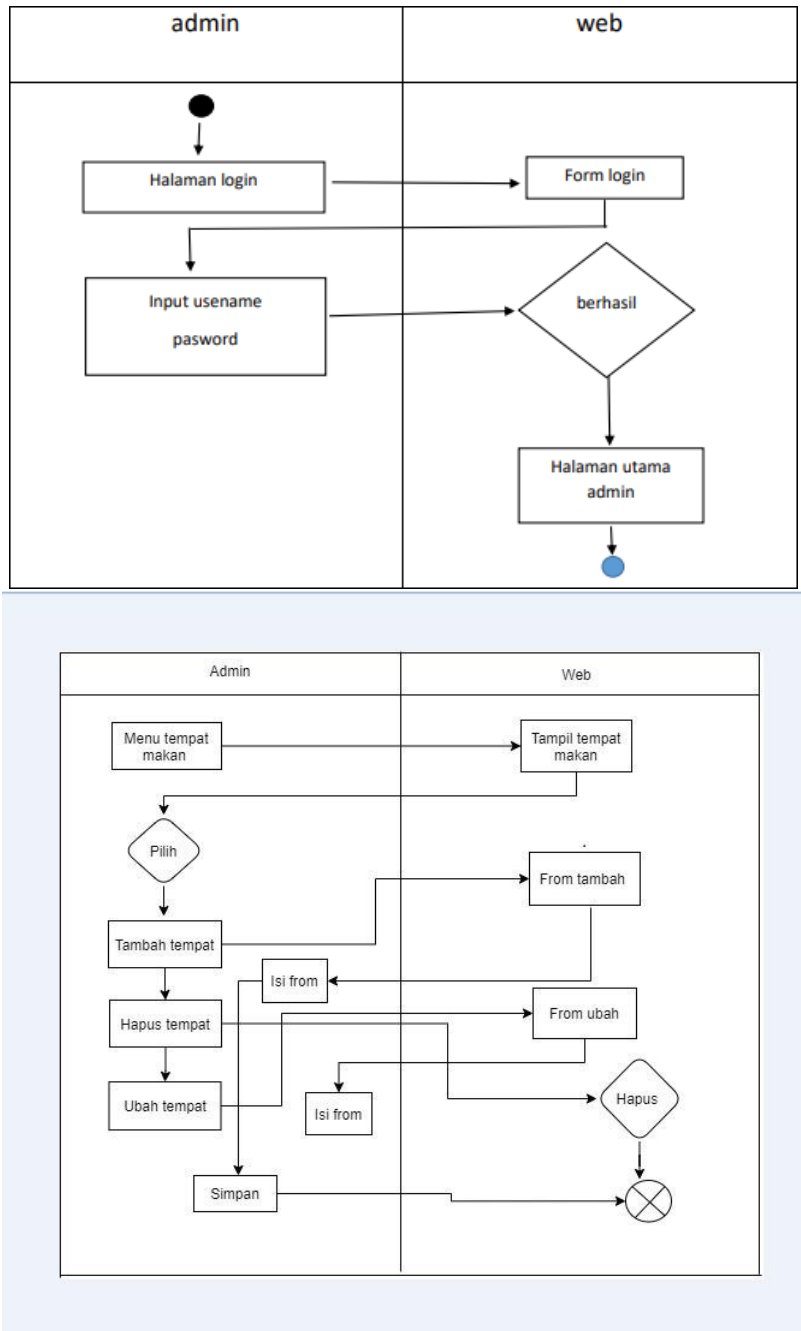 admin
web
Halaman login
Form login
Input usename
pasword
berhasil
Halaman utama
admin
Admin
Web
Menu tempat
makan
Tampil tempat
makan
Pilih
From tambah
Tambah tempat
Isi from
From ubah
Hapus tempat
Ubah tempat
Isi from
Hapus
Simpan